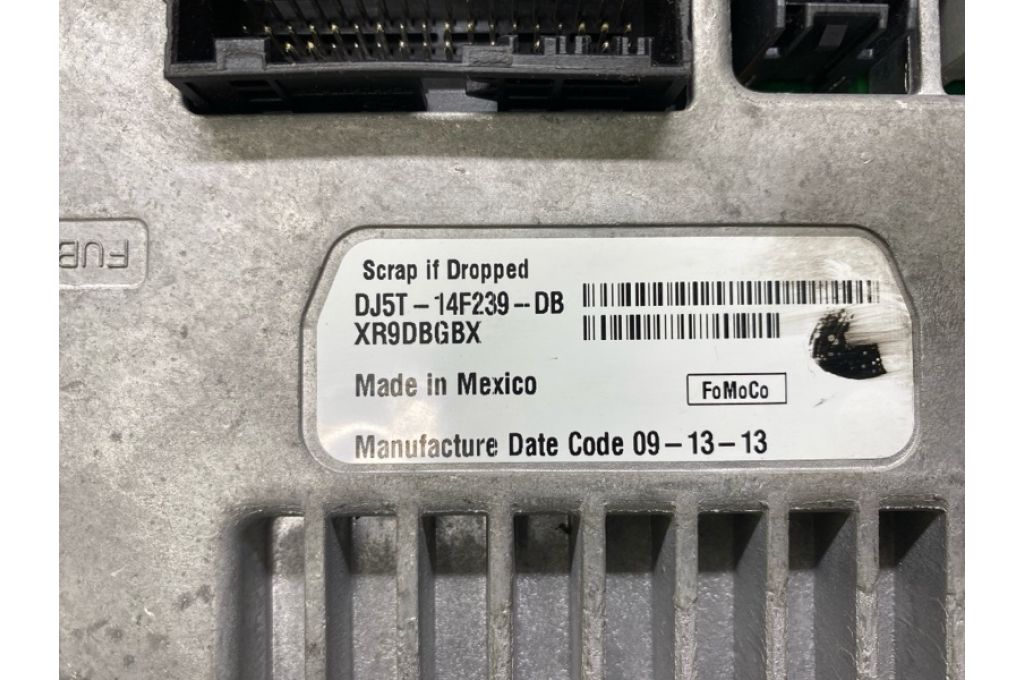 Scrap if Dropped
DJ5T-14F239-DB
XR9DBGBX
Made in Mexico
FoMoCo
Manufacture Date Code 09-13-13